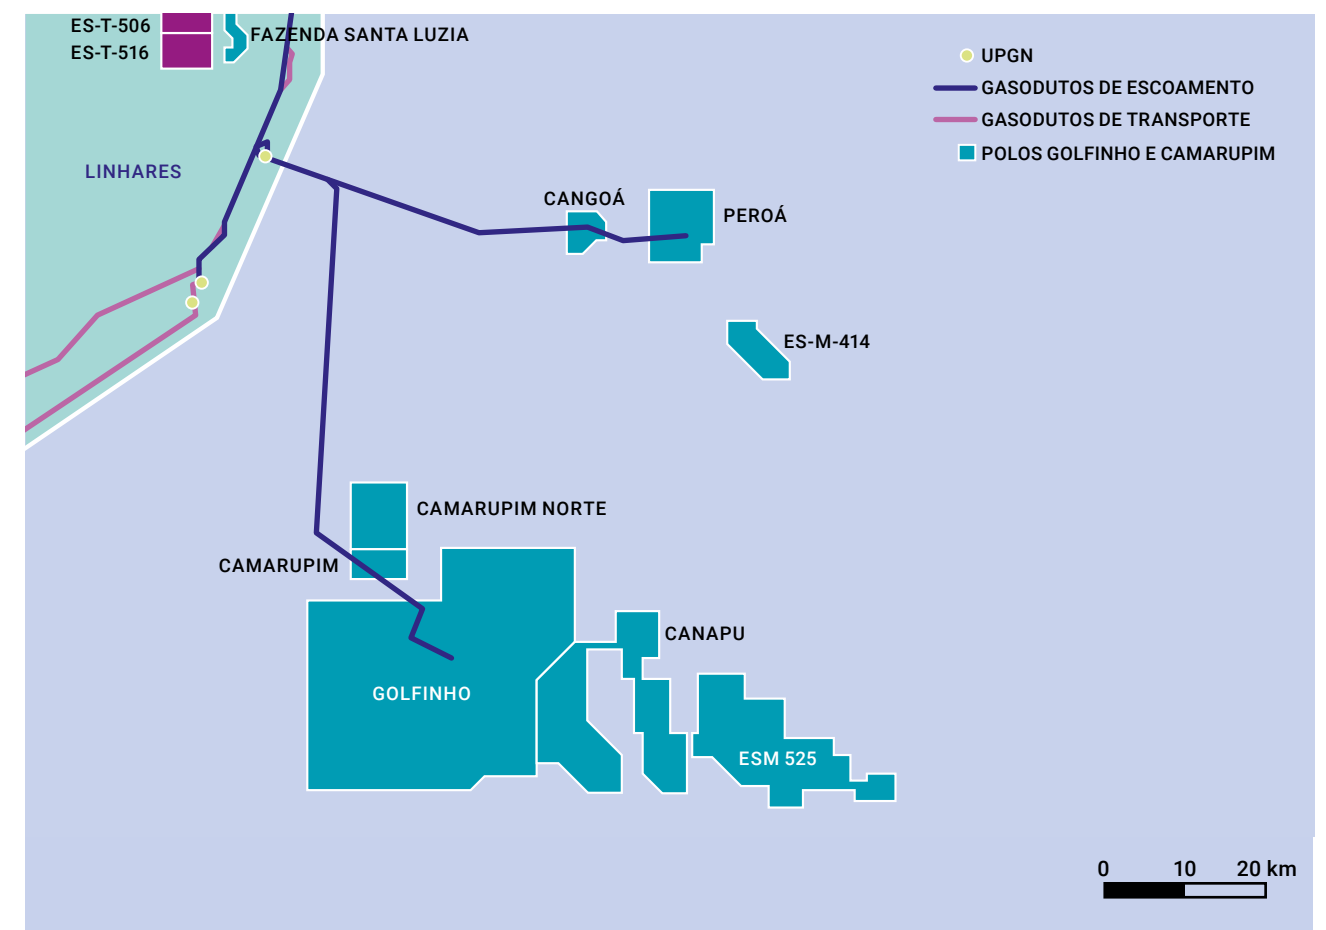 ES-T-506
FAZENDA SANTA LUZIA
ES-T-516
UPGN
GASODUTOS DE ESCOAMENTO
GASODUTOS DE TRANSPORTE
POLOS GOLFINHO E CAMARUPIM
LINHARES
CANGOÁ
PEROÁ
ES-M-414
CAMARUPIM NORTE
CAMARUPIM
CANAPU
GOLFINHO
ESM 525
0 10 20 km